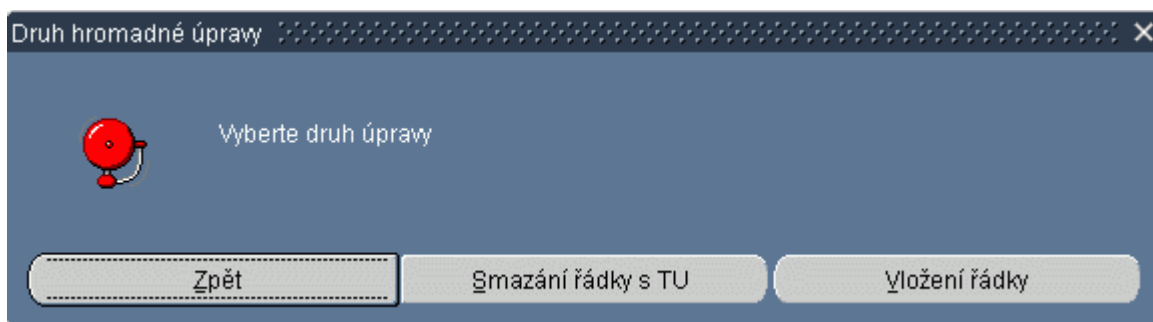 Druh hromadné úpravy
Vyberte druh úpravy
Zpět
Smazání řádky s TU
Vložení řádky